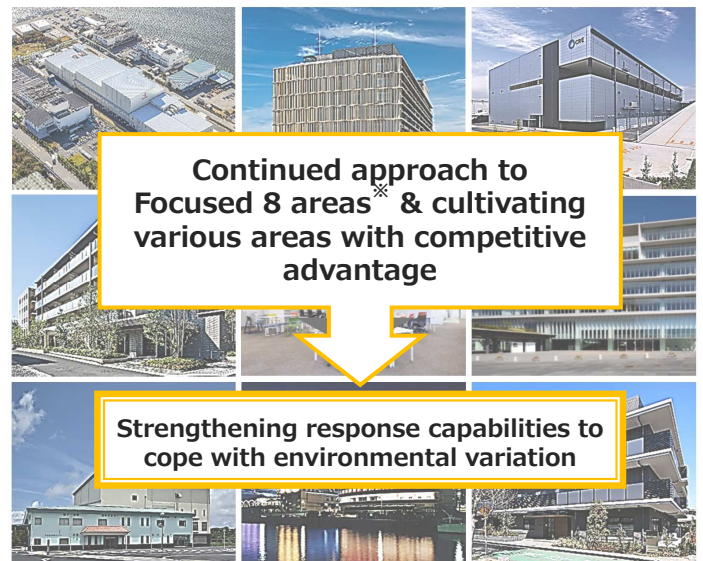 CRE
Continued approach to
Focused 8 areas※ & cultivating
various areas with competitive
advantage
Strengthening response capabilities to
cope with environmental variation